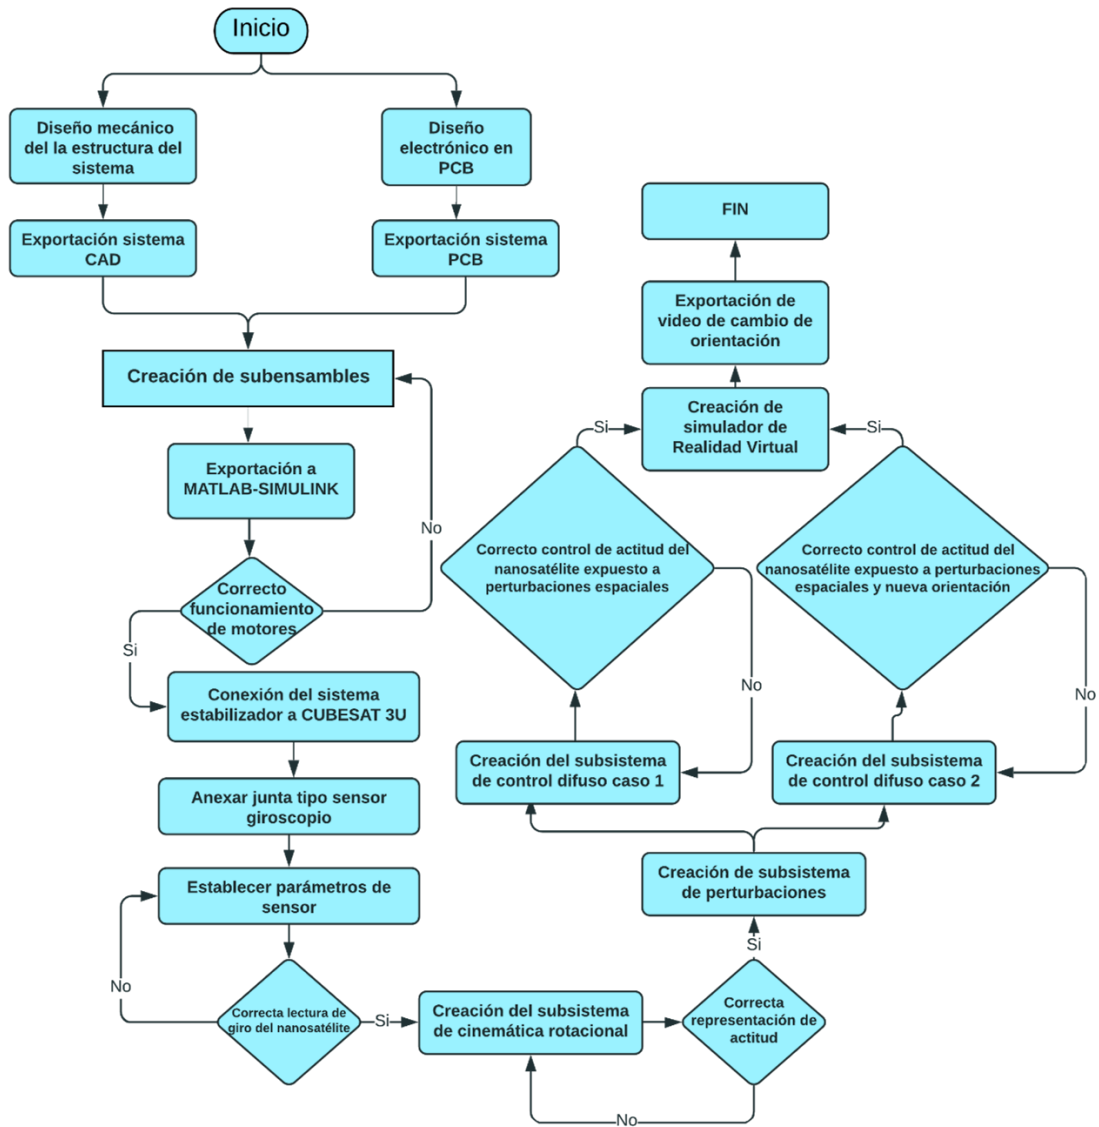 Inicio
Diseño mecánico
del la estructura del
sistema
Diseño
electrónico en
PCB
Exportación sistema
CAD
Exportación sistema
PCB
Creación de subensambles
Exportación a
MATLAB-SIMULINK
No
Correcto
funcionamiento
de motores
Si
Conexión del sistema
estabilizador a CUBESAT 3U
Anexar junta tipo sensor
giroscopio
Establecer parámetros de
sensor
No
Correcta lectura de
giro del nanosatélite
Si
Creación del subsistema
de cinemática rotacional
Correcta
representación de
actitud
No
Si
Creación de subsistema
de perturbaciones
Creación del subsistema
de control difuso caso 1
Creación del subsistema
de control difuso caso 2
No
No
Correcto control de actitud del
nanosatélite expuesto a
perturbaciones espaciales
Correcto control de actitud del
nanosatélite expuesto a perturbaciones
espaciales y nueva orientación
Si
Si
Creación de
simulador de
Realidad Virtual
Exportación de
video de cambio de
orientación
FIN